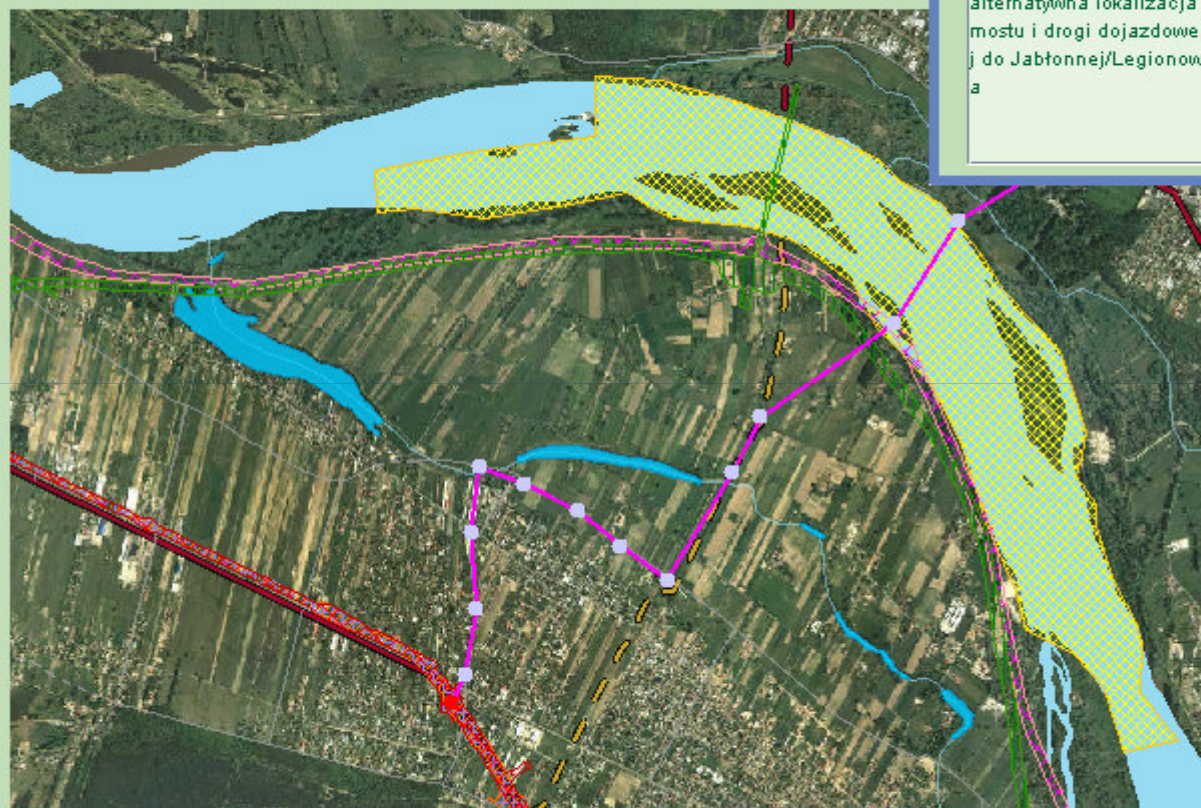 alternatywna lokalizacja
mostu i drogi dojazdowe
j do Jabłonnej/Legionow
a